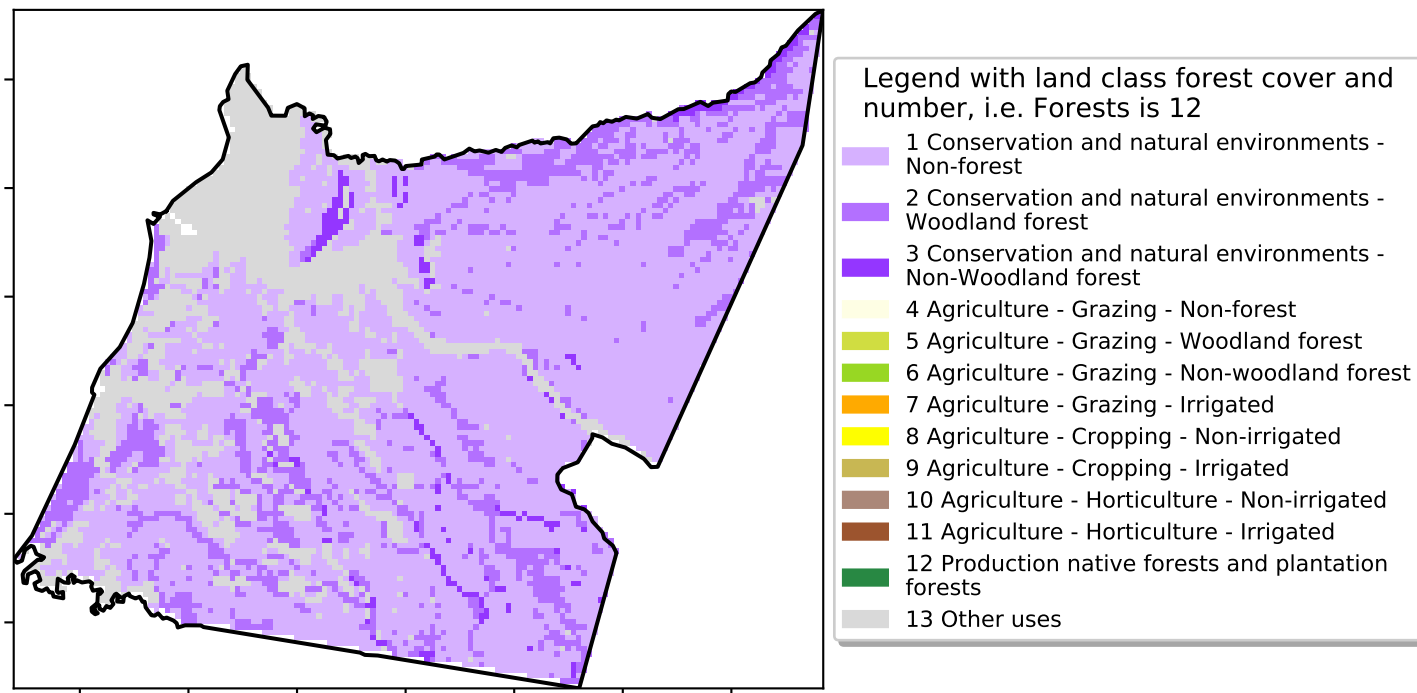 Legend with land class forest cover and
number, i.e. Forests is 12
1 Conservation and natural environments -
Non-forest
2 Conservation and natural environments -
Woodland forest
3 Conservation and natural environments -
Non-Woodland forest
4 Agriculture - Grazing - Non-forest
5 Agriculture - Grazing - Woodland forest
6 Agriculture - Grazing - Non-woodland forest
7 Agriculture - Grazing - Irrigated
8 Agriculture - Cropping - Non-irrigated
9 Agriculture - Cropping - Irrigated
10 Agriculture - Horticulture - Non-irrigated
11 Agriculture - Horticulture - Irrigated
12 Production native forests and plantation
forests
13 Other uses